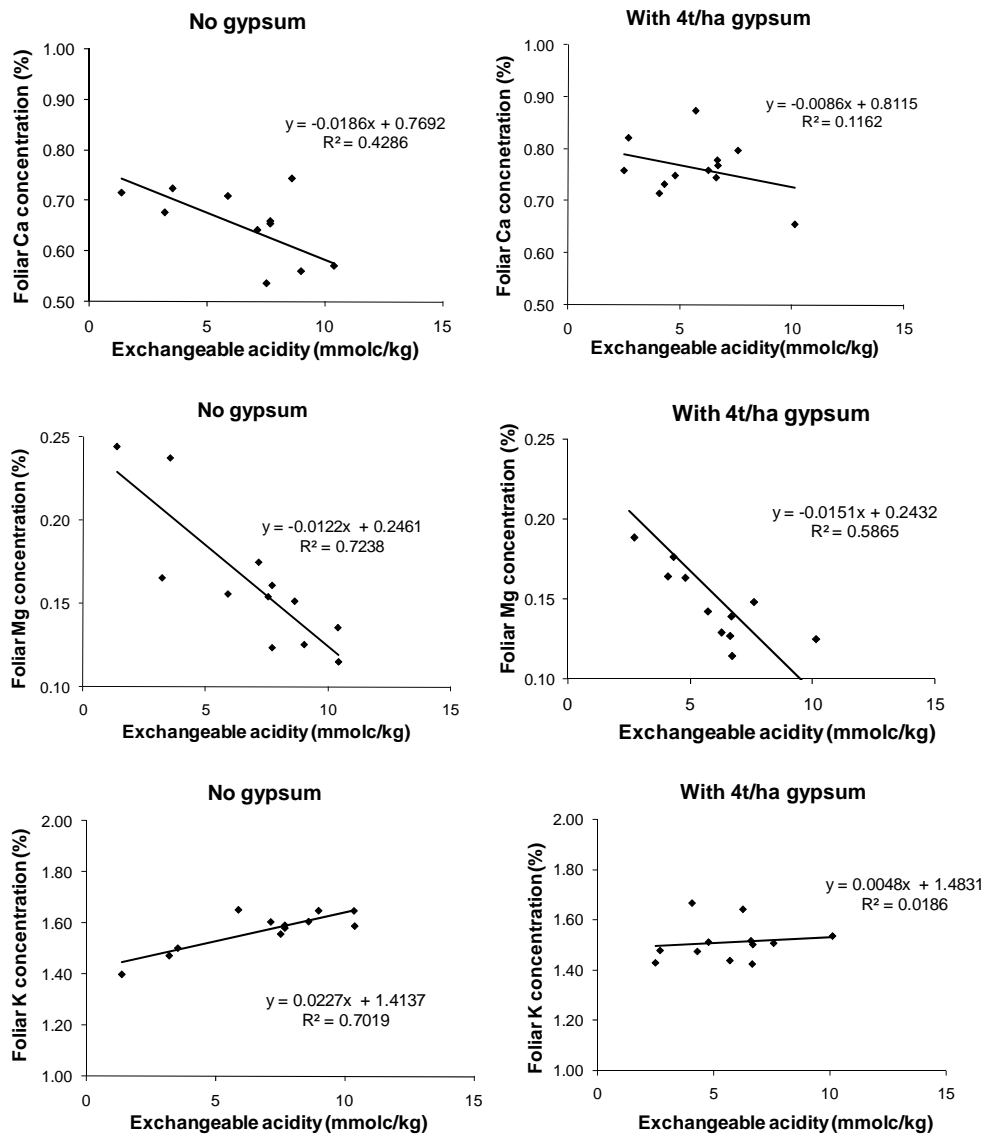 No gypsum
1.00
0.90
0.80
0.70
0.60
0.50
0
5
10
15
Foliar Ca concentration (%)
Exchangeable acidity (mmolc/kg)
y = -0.0186x + 0.7692
R² = 0.4286
With 4t/ha gypsum
1.00
0.90
0.80
0.70
0.60
0.50
0
5
10
15
Foliar Ca concnetration (%)
Exchangeable acidity(mmolc/kg)
y = -0.0086x + 0.8115
R² = 0.1162
No gypsum
0.25
0.20
0.15
0.10
0
5
10
15
Foliar Mg concentration (%)
Exchangeable acidity (mmolc/kg)
y = -0.0122x + 0.2461
R² = 0.7238
With 4t/ha gypsum
0.25
0.20
0.15
0.10
0
5
10
15
Foliar Mg concentration (%)
Exchangeable acidity (mmolc/kg)
y = -0.0151x + 0.2432
R² = 0.5865
No gypsum
2.00
1.80
1.60
1.40
1.20
1.00
0
5
10
15
Foliar K concentration (%)
Exchangeable acidity (mmolc/kg)
y = 0.0227x + 1.4137
R² = 0.7019
With 4t/ha gypsum
2.00
1.80
1.60
1.40
1.20
1.00
0
5
10
15
Foliar K concentration (%)
Exchangeable acidity (mmolc/kg)
y = 0.0048x + 1.4831
R² = 0.0186